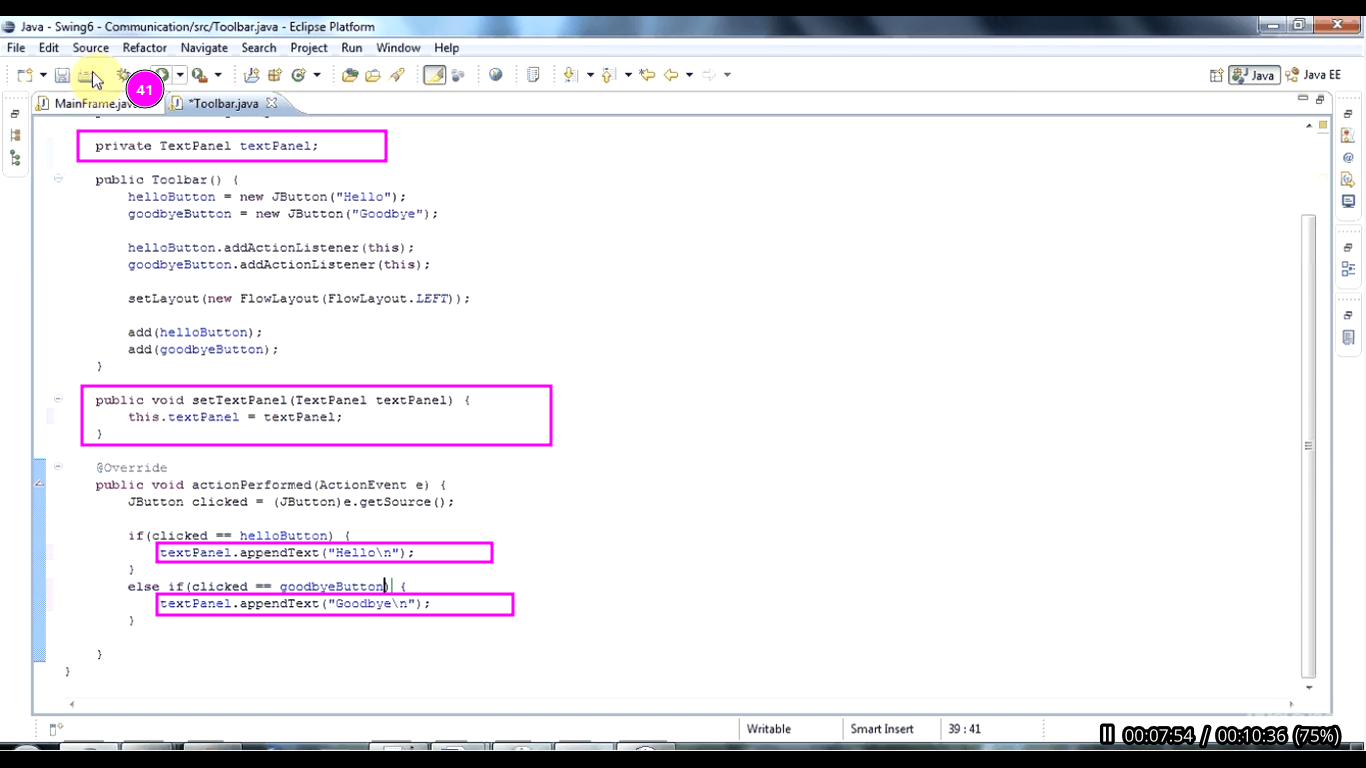 Java - Swing6 - Communication/src/Toolbar.java - Eclipse Platform
File Edit Source Refactor Navigate Search Project Run Window Help
41
Java Java EE
MainFrame.java *Toolbar.java
private TextPanel textPanel;
public Toolbar() {
helloButton = new JButton("Hello");
goodbyeButton = new JButton("Goodbye");
helloButton.addActionListener(this);
goodbyeButton.addActionListener(this);
setLayout(new FlowLayout(FlowLayout.LEFT));
add(helloButton);
add(goodbyeButton);
}
public void setTextPanel(TextPanel textPanel) {
this.textPanel = textPanel;
}
@Override
public void actionPerformed(ActionEvent e) {
JButton clicked = (JButton)e.getSource();
if(clicked == helloButton) {
textPanel.appendText("Hello\n");
}
else if(clicked == goodbyeButton) {
textPanel.appendText("Goodbye\n");
}
}
}
Writable Smart Insert 39 : 41
00:07:54 / 00:10:36 (75%)